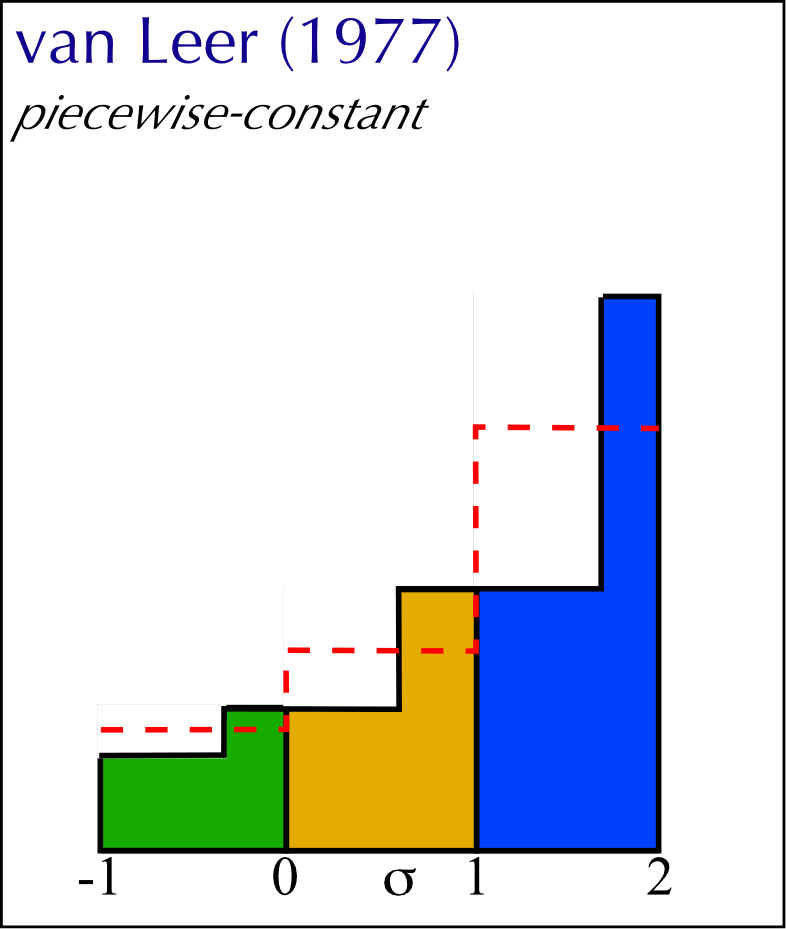 van Leer (1977)
piecewise-constant
-1 0 σ 1 2